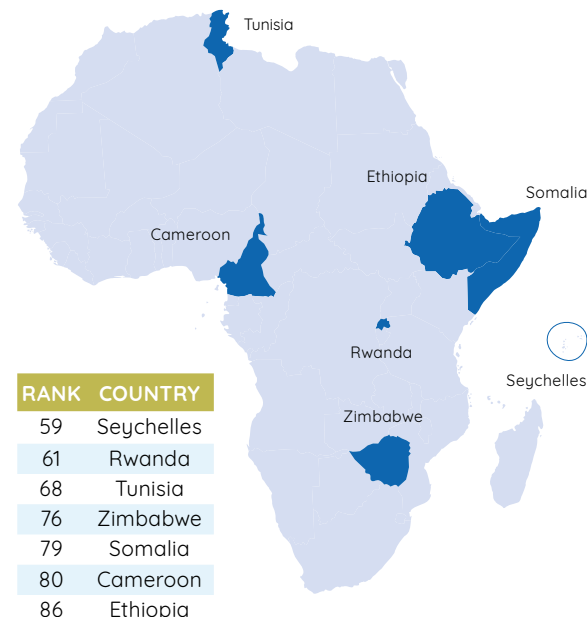 Tunisia
Ethiopia
Somalia
Cameroon
Rwanda
Seychelles
Zimbabwe
RANK COUNTRY
59 Seychelles
61 Rwanda
68 Tunisia
76 Zimbabwe
79 Somalia
80 Cameroon
86 Ethiopia